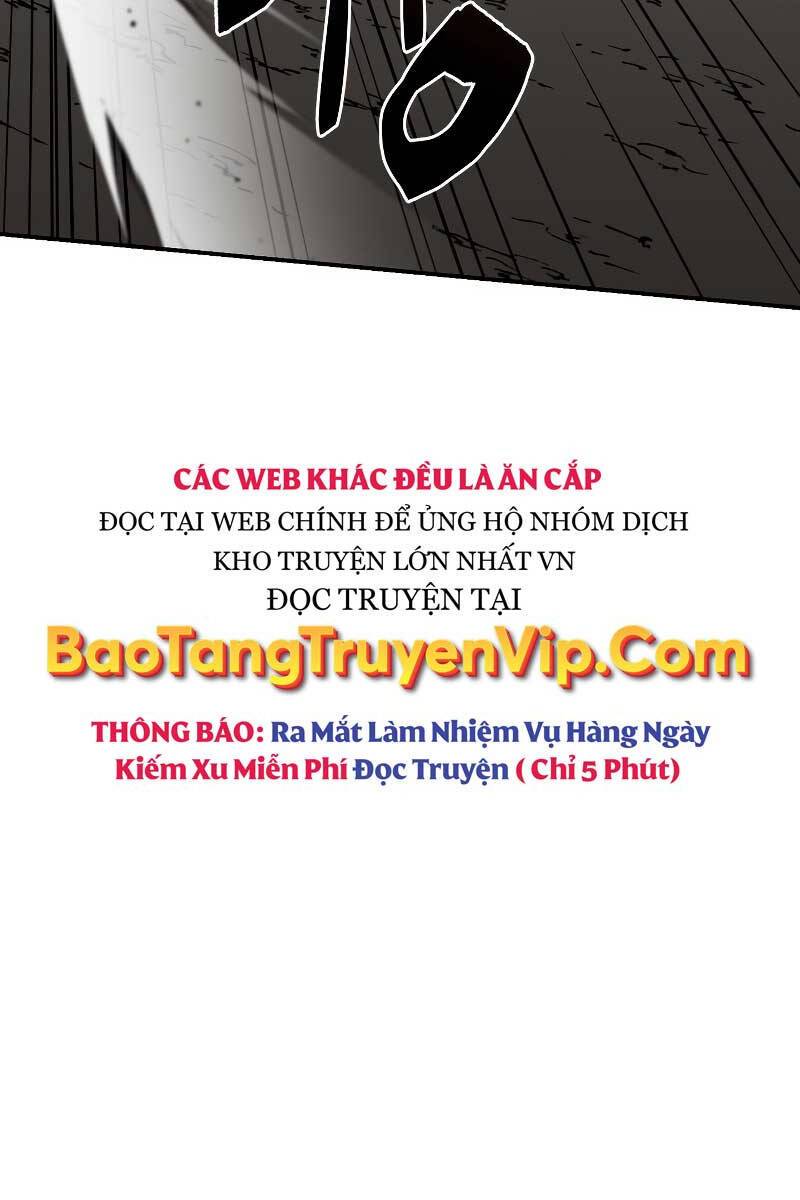 CÁC WEB KHÁC ĐỀU LÀ ĂN CẮP
ĐỌC TẠI WEB CHÍNH ĐỂ ỦNG HỘ NHÓM DỊCH
KHO TRUYỆN LỚN NHẤT VN
ĐỌC TRUYỆN TẠI
BaoTangTruyenVip.Com
THÔNG BÁO: Ra Mắt Làm Nhiệm Vụ Hàng Ngày
Kiếm Xu Miễn Phí Đọc Truyện ( Chỉ 5 Phút)